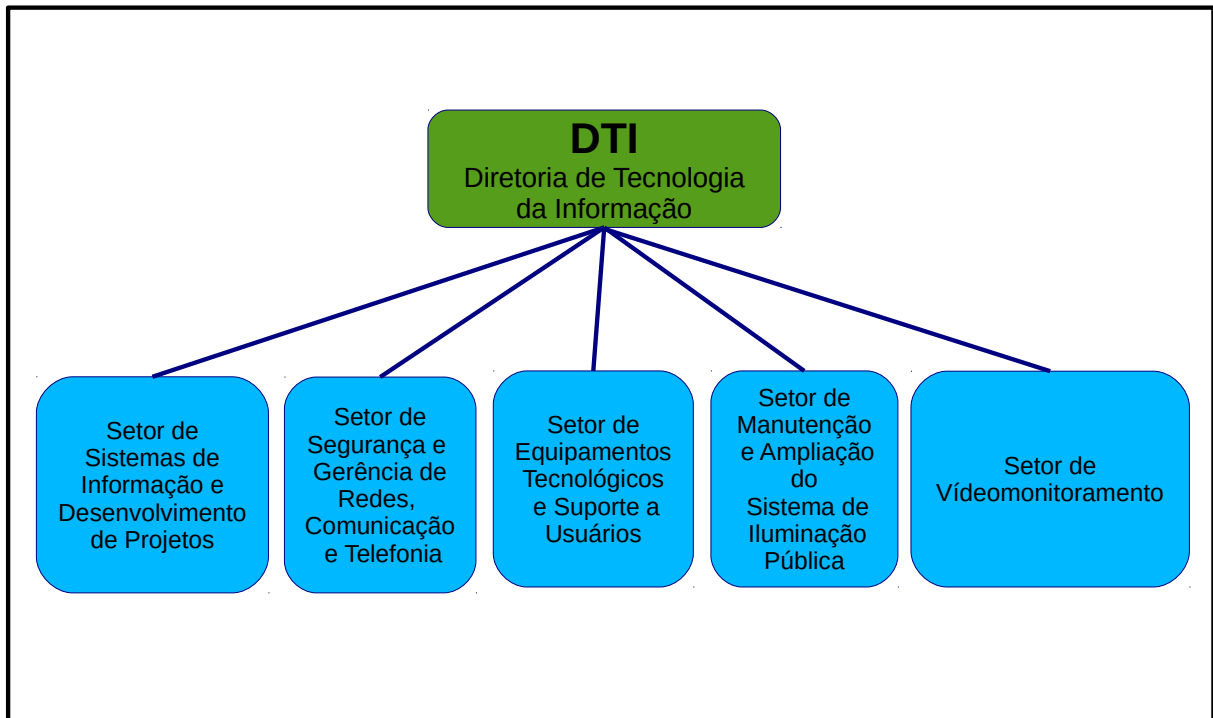 DTI
Diretoria de Tecnologia
da Informação
Setor de
Sistemas de
Informação e
Desenvolvimento
de Projetos
Setor de
Segurança e
Gerência de
Redes,
Comunicação
e Telefonia
Setor de
Equipamentos
Tecnológicos
e Suporte a
Usuários
Setor de
Manutenção
e Ampliação
do
Sistema de
Iluminação
Pública
Setor de
Vídeomonitoramento